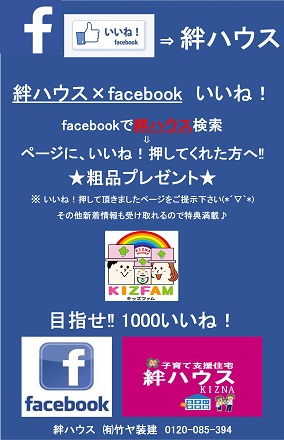 f いいね! facebook ⇒ 絆ハウス
絆ハウス×facebook いいね!
facebookで絆ハウス検索
⇓
ページに、いいね!押してくれた方へ!!
★粗品プレゼント★
※ いいね!押して頂きましたページをご提示下さい(*´▽`*)
その他新着情報も受け取れるので特典満載♪
KIZFAM
キッズファム
目指せ!! 1000いいね!
f
facebook
子育て支援住宅
絆ハウス
KIZNA
絆ハウス ㈲竹ヤ装建 0120-085-394